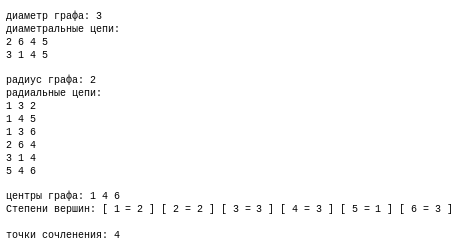 диаметр графа: 3
диаметральные цепи:
2 6 4 5
3 1 4 5
радиус графа: 2
радиальные цепи:
1 3 2
1 4 5
1 3 6
2 6 4
3 1 4
5 4 6
центры графа: 1 4 6
Степени вершин: [ 1 = 2 ] [ 2 = 2 ] [ 3 = 3 ] [ 4 = 3 ] [ 5 = 1 ] [ 6 = 3 ]
точки сочленения: 4